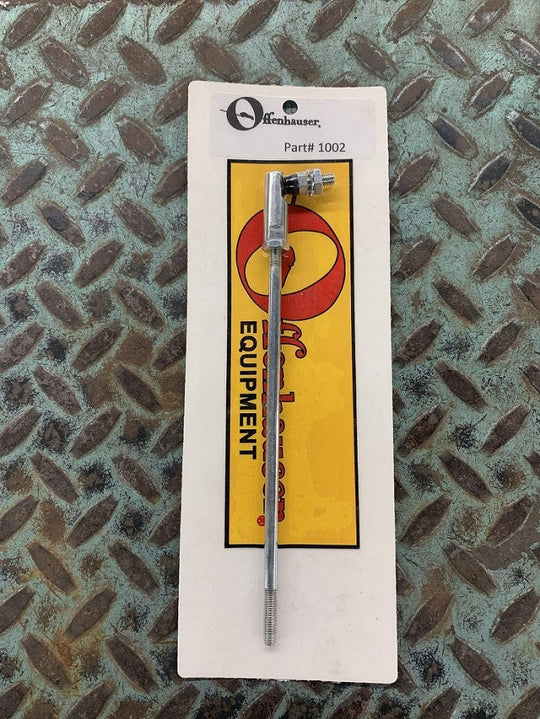 Offenhauser®
Part# 1002
Offenhauser®
EQUIPMENT